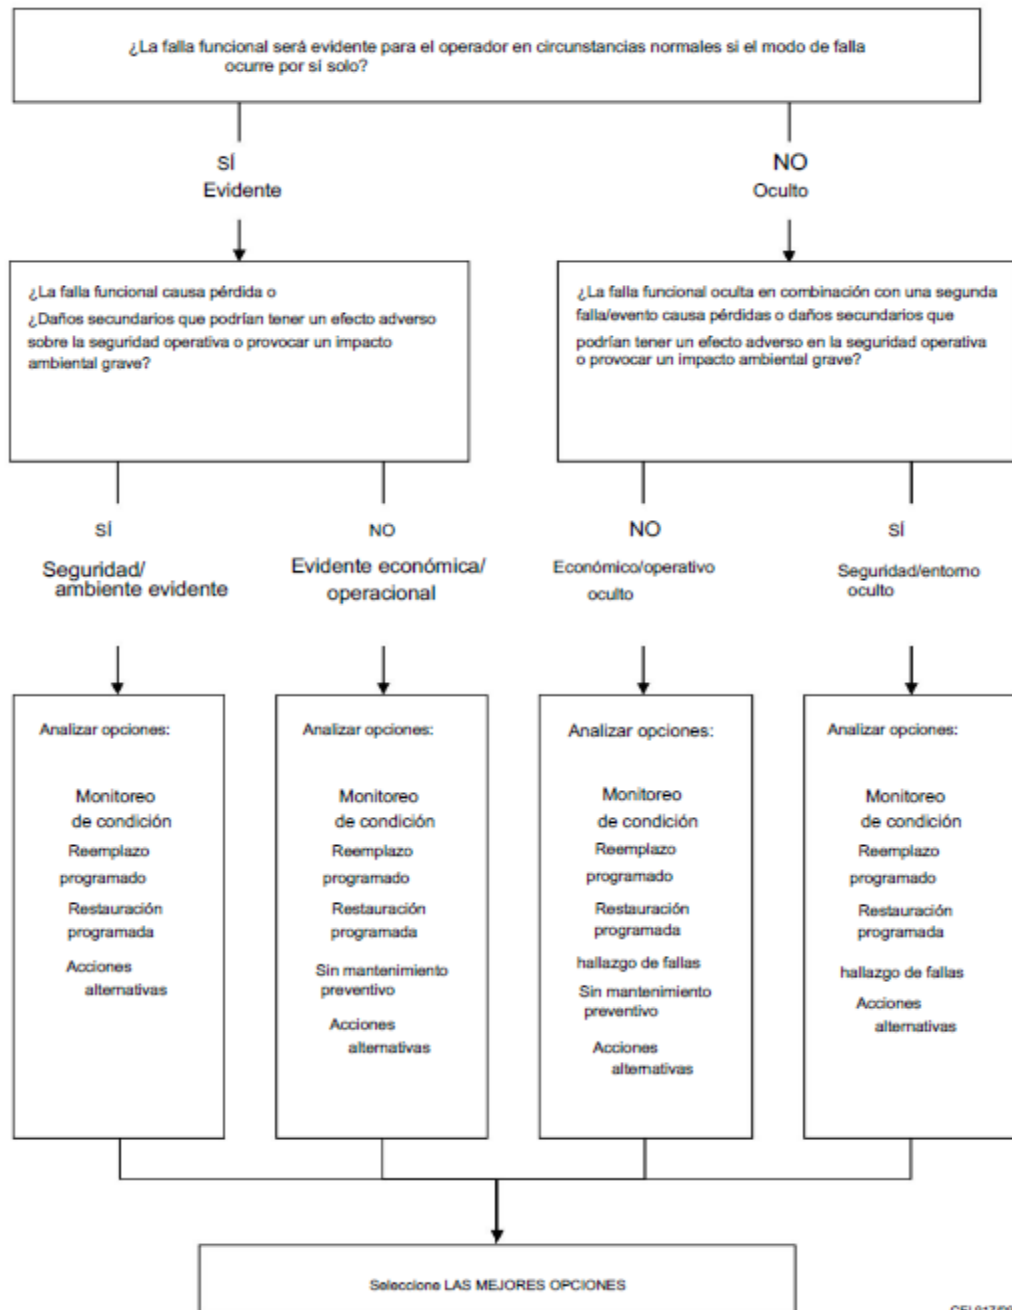 ¿La falla funcional será evidente para el operador en circunstancias normales si el modo de falla
ocurre por sí solo?
SÍ
Evidente
NO
Oculto
¿La falla funcional causa pérdida o
¿Daños secundarios que podrían tener un efecto adverso
sobre la seguridad operativa o provocar un impacto
ambiental grave?
¿La falla funcional oculta en combinación con una segunda
falla/evento causa pérdidas o daños secundarios que
podrían tener un efecto adverso en la seguridad operativa
o provocar un impacto ambiental grave?
SÍ
Seguridad/
ambiente evidente
NO
Evidente económica/
operacional
NO
Económico/operativo
oculto
SÍ
Seguridad/entorno
oculto
Analizar opciones:
Monitoreo
de condición
Reemplazo
programado
Restauración
programada
Acciones
alternativas
Analizar opciones:
Monitoreo
de condición
Reemplazo
programado
Restauración
programada
Sin mantenimiento
preventivo
Acciones
alternativas
Analizar opciones:
Monitoreo
de condición
Reemplazo
programado
Restauración
programada
hallazgo de fallas
Sin mantenimiento
preventivo
Acciones
alternativas
Analizar opciones:
Monitoreo
de condición
Reemplazo
programado
Restauración
programada
hallazgo de fallas
Acciones
alternativas
Seleccione LAS MEJORES OPCIONES